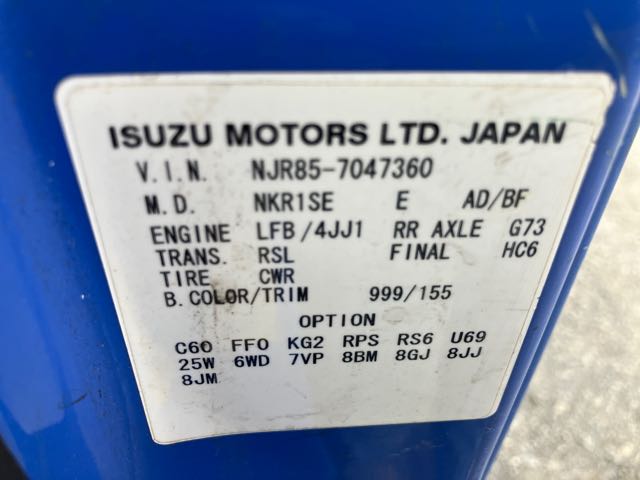 ISUZU MOTORS LTD. JAPAN
V.I.N. NJR85-7047360
M.D. NKR1SE E AD/BF
ENGINE LFB/4JJ1 RR AXLE G73
TRANS. RSL FINAL HC6
TIRE CWR
B.COLOR/TRIM 999/155
OPTION
C60 FF0 KG2 RPS RS6 U69
25W 6WD 7VP 8BM 8GJ 8JJ
8JM